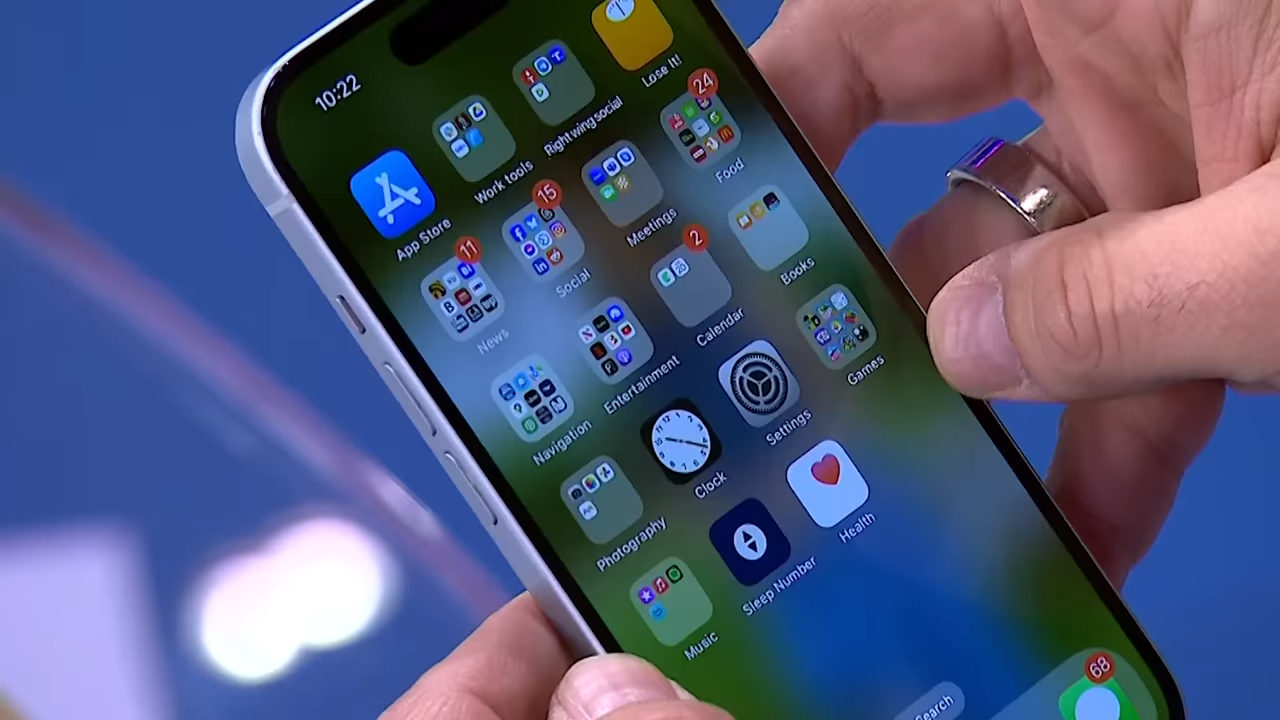 10:22
App Store
Work tools
Right wing social
Lose It!
11
News
15
Social
Meetings
24
Food
Navigation
Entertainment
2
Calendar
Books
Photography
Clock
Settings
Games
Music
Sleep Number
Health
Search
68